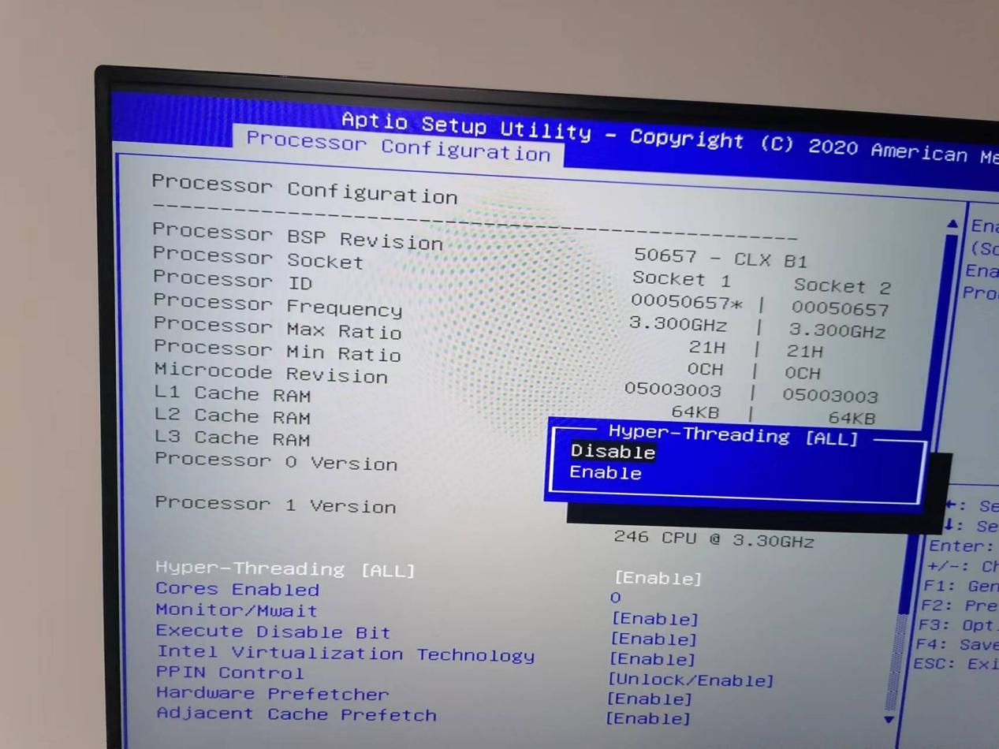 Aptio Setup Utility - Copyright (C) 2020 American
Processor Configuration
Processor Configuration
Processor BSP Revision 50657 - CLX B1
Processor Socket Socket 1 Socket 2
Processor ID 00050657* | 00050657
Processor Frequency 3.300GHz | 3.300GHz
Processor Max Ratio 21H | 21H
Processor Min Ratio 0CH | 0CH
Microcode Revision 05003003 | 05003003
L1 Cache RAM 64KB | 64KB
L2 Cache RAM
L3 Cache RAM
Processor 0 Version
Processor 1 Version
246 CPU @ 3.30GHz
Hyper-Threading [ALL]
Disable
Enable
Hyper-Threading [ALL] [Enable]
Cores Enabled 0
Monitor/Mwait [Enable]
Execute Disable Bit [Enable]
Intel Virtualization Technology [Enable]
PPIN Control [Unlock/Enable]
Hardware Prefetcher [Enable]
Adjacent Cache Prefetch [Enable]
Ena
(So
Ena
Pro
←: Se
↓: Se
Enter:
+/-: Ch
F1: Gen
F2: Pre
F3: Opt
F4: Save
ESC: Exi